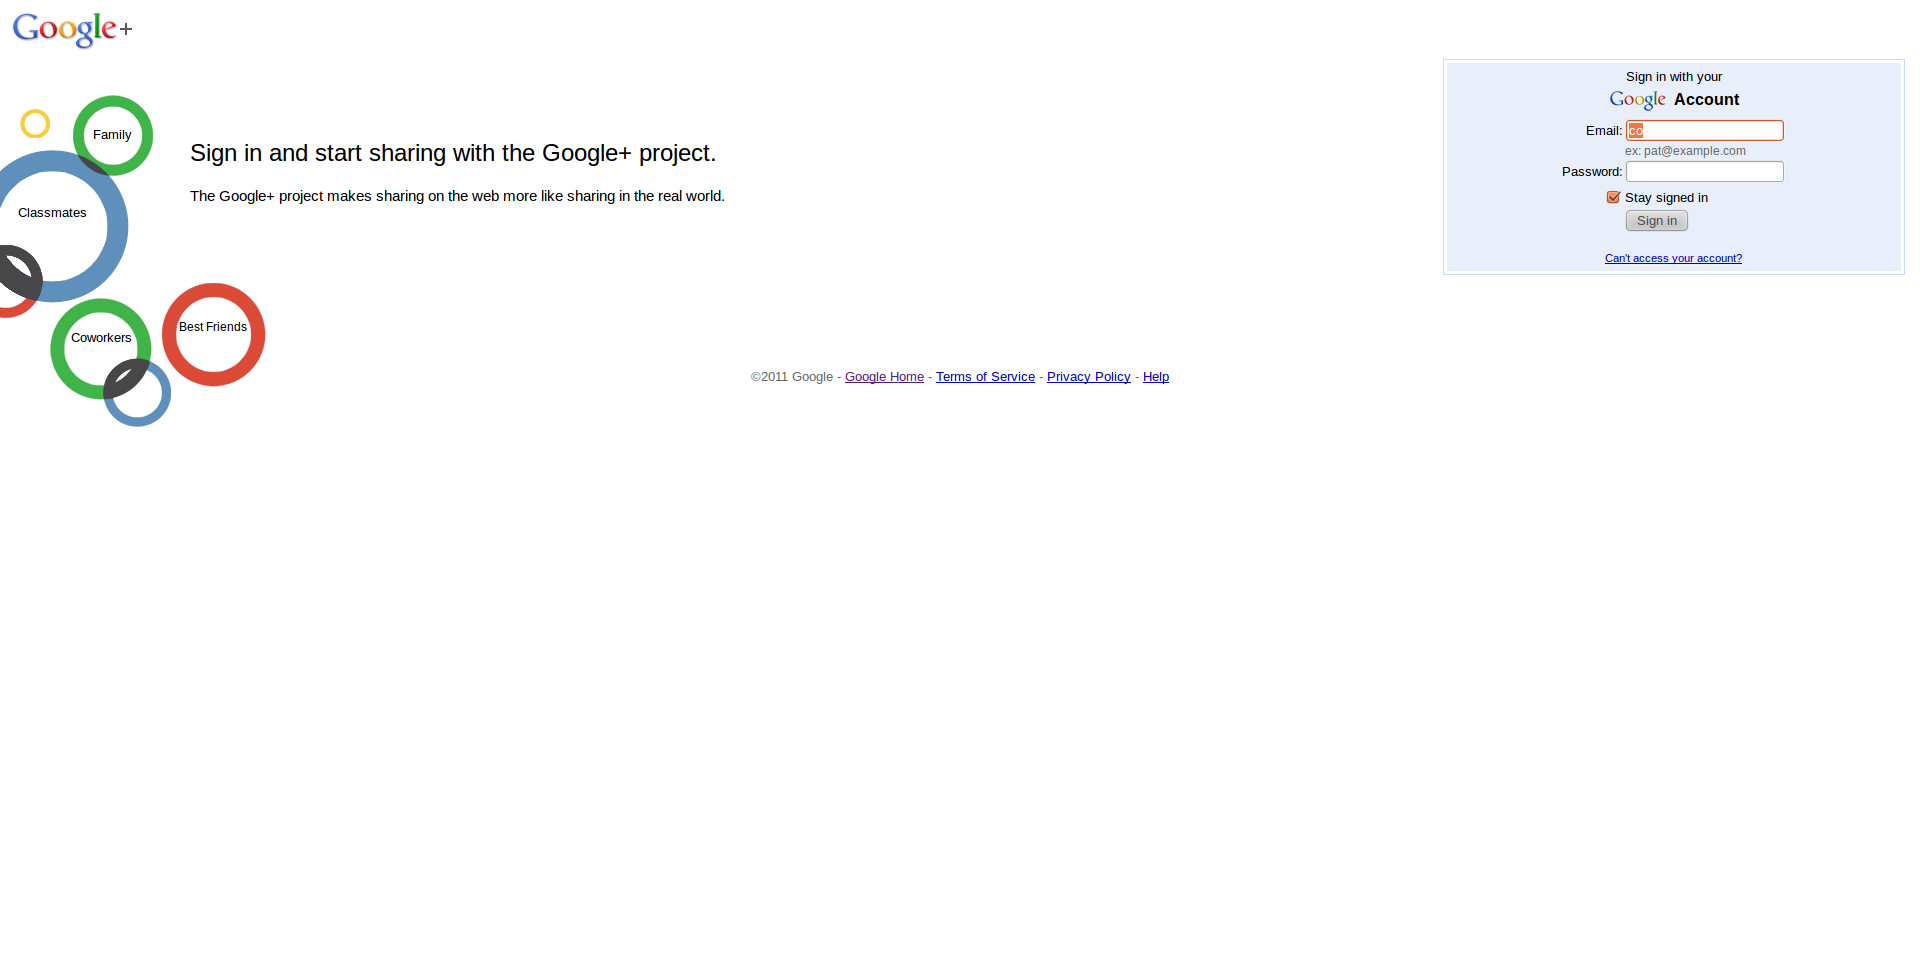 Google+
Sign in with your
Google Account
Family
Email: co
Sign in and start sharing with the Google+ project.
ex: pat@example.com
Password:
The Google+ project makes sharing on the web more like sharing in the real world.
Stay signed in
Classmates
Sign in
Can't access your account?
Best Friends
Coworkers
©2011 Google - Google Home - Terms of Service - Privacy Policy - Help